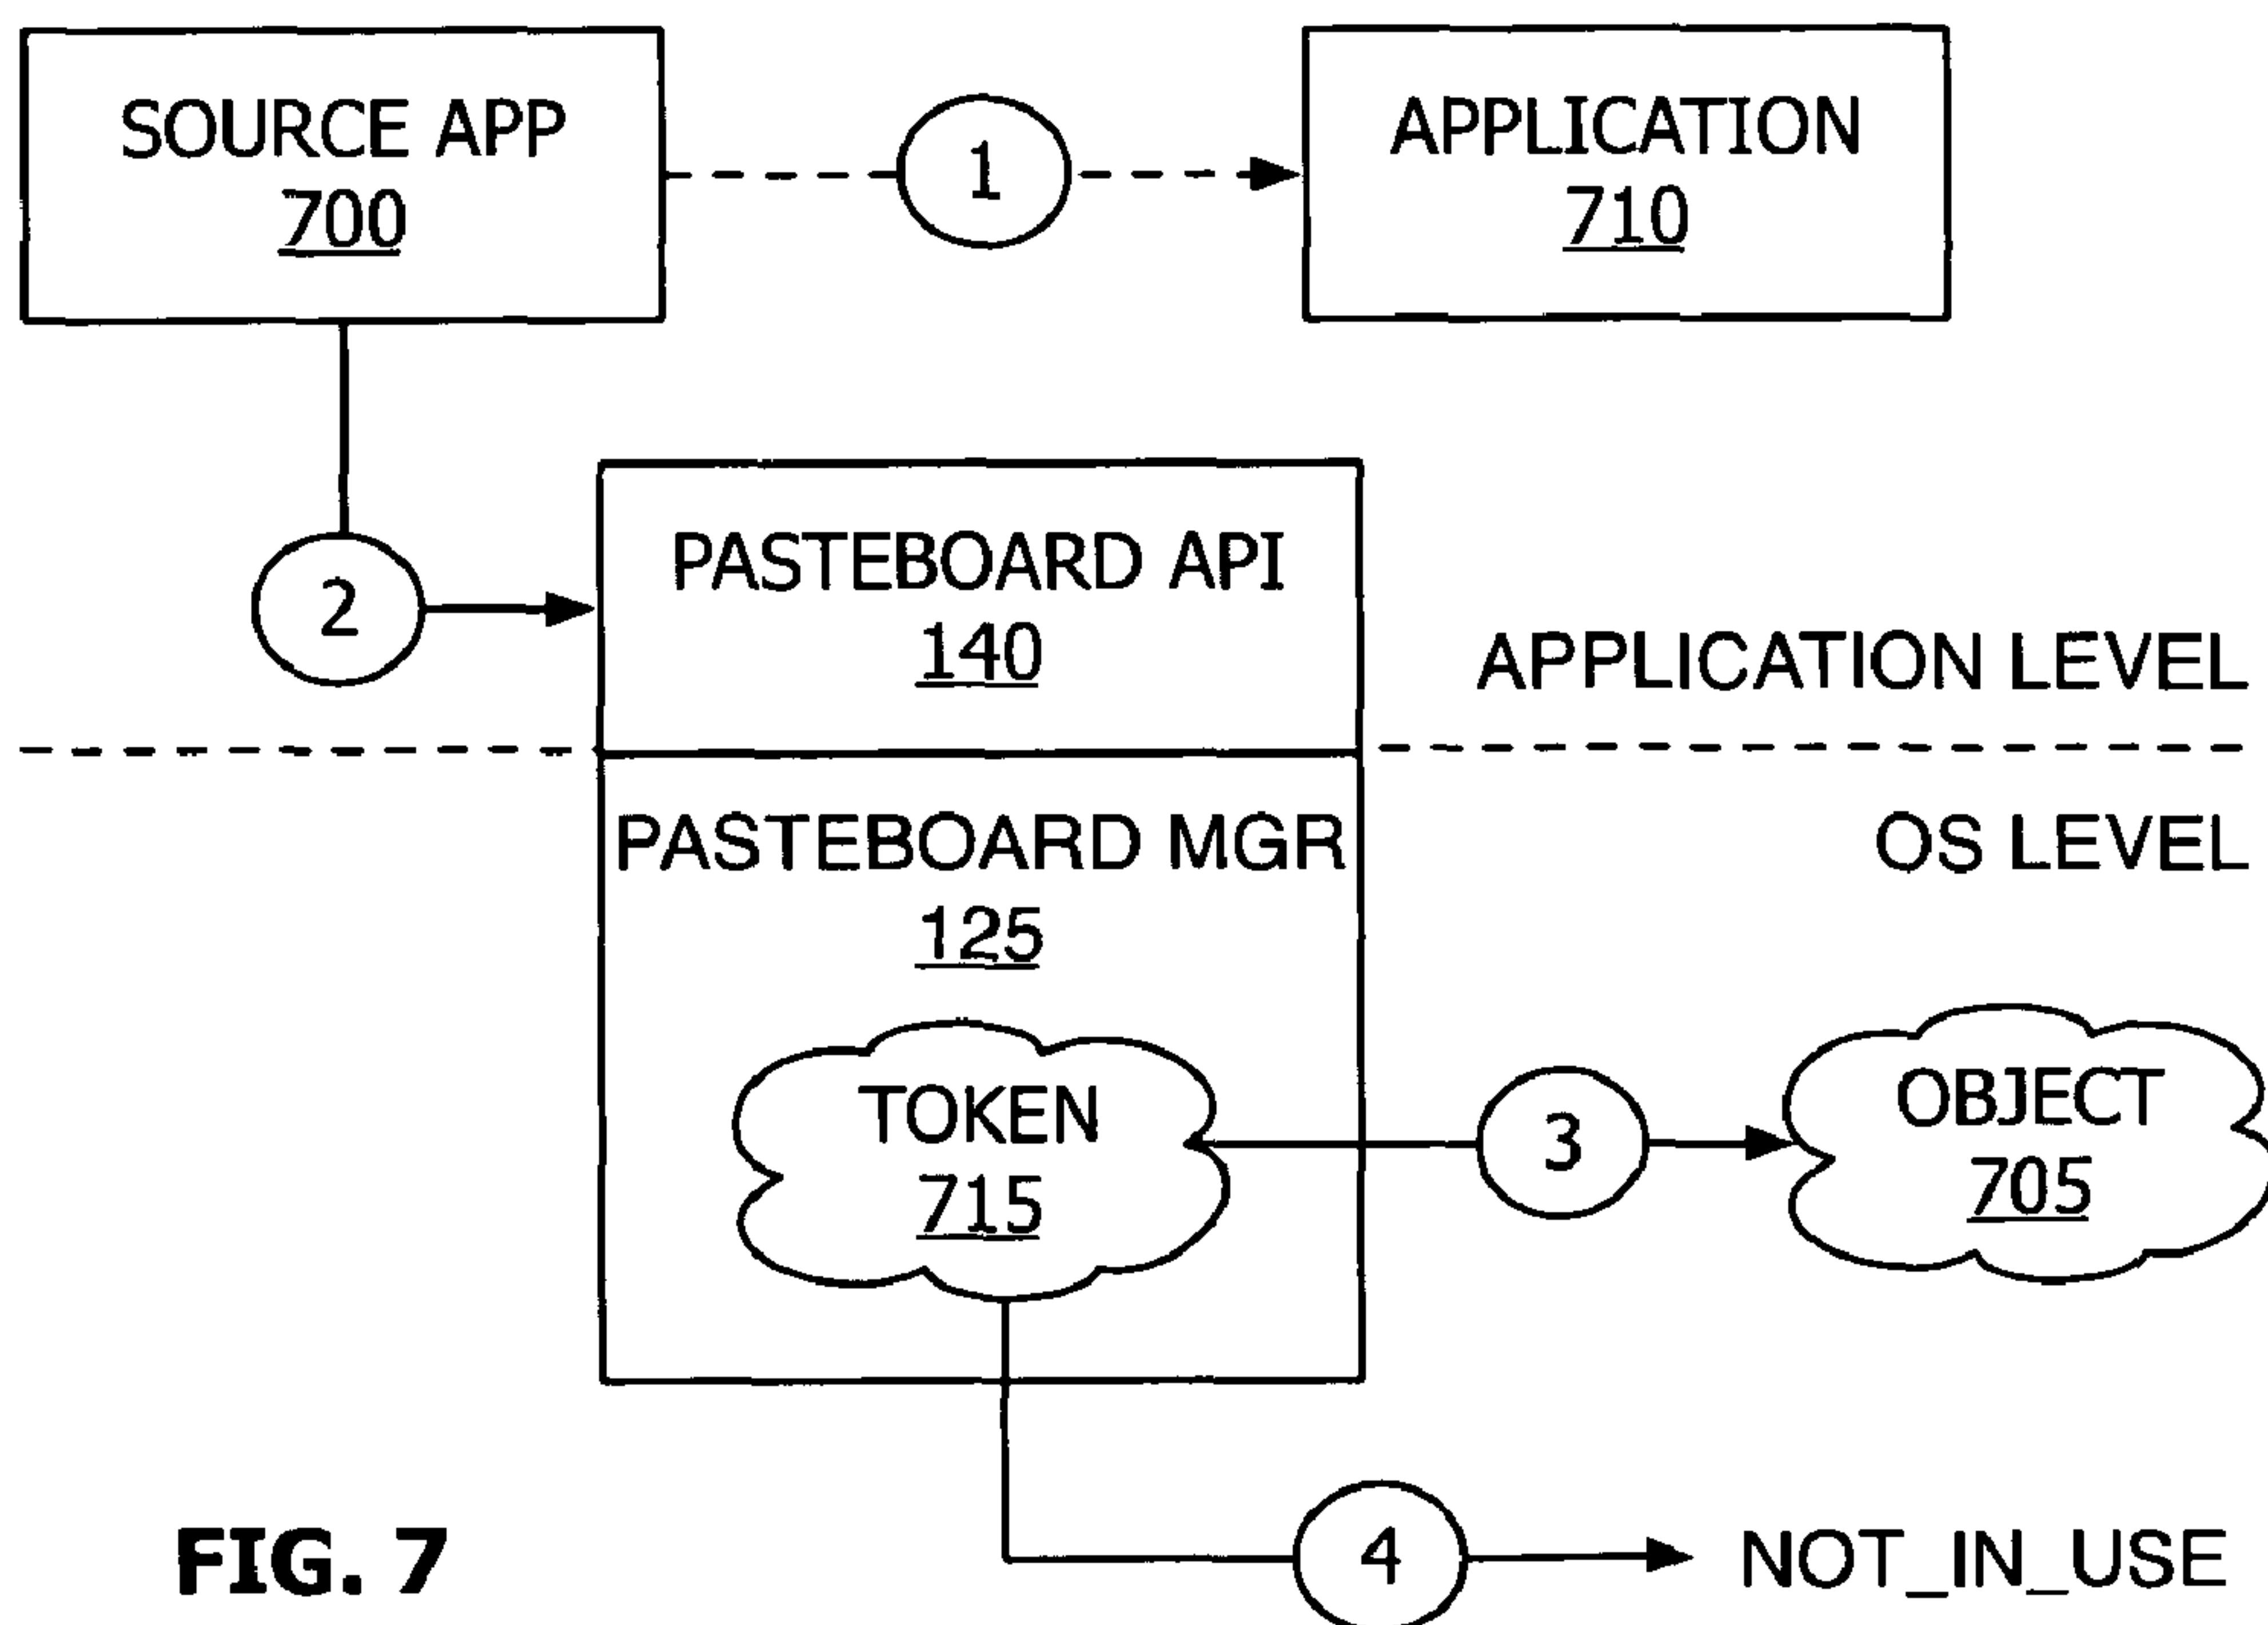 SOURCE APP
700
1
APPLICATION
710
2
PASTEBOARD API
140
APPLICATION LEVEL
PASTEBOARD MGR
125
OS LEVEL
TOKEN
715
3
OBJECT
705
4
NOT_IN_USE
FIG. 7